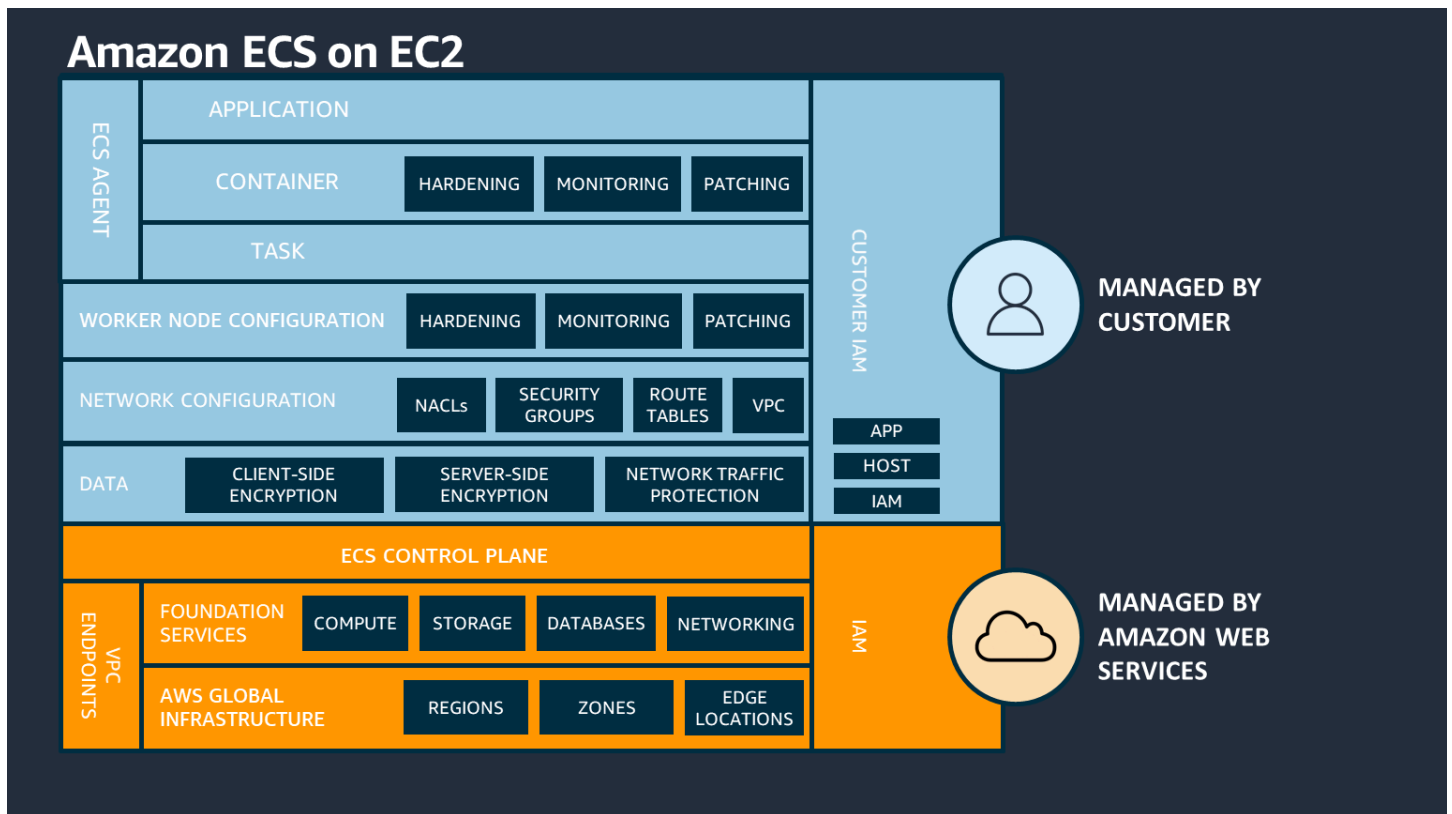 Amazon ECS on EC2
ECS AGENT
APPLICATION
CONTAINER
HARDENING
MONITORING
PATCHING
TASK
WORKER NODE CONFIGURATION
HARDENING
MONITORING
PATCHING
NETWORK CONFIGURATION
NACLs
SECURITY
GROUPS
ROUTE
TABLES
VPC
DATA
CLIENT-SIDE
ENCRYPTION
SERVER-SIDE
ENCRYPTION
NETWORK TRAFFIC
PROTECTION
CUSTOMER IAM
APP
HOST
IAM
MANAGED BY
CUSTOMER
ECS CONTROL PLANE
VPC
ENDPOINTS
FOUNDATION
SERVICES
COMPUTE
STORAGE
DATABASES
NETWORKING
AWS GLOBAL
INFRASTRUCTURE
REGIONS
ZONES
EDGE
LOCATIONS
IAM
MANAGED BY
AMAZON WEB
SERVICES